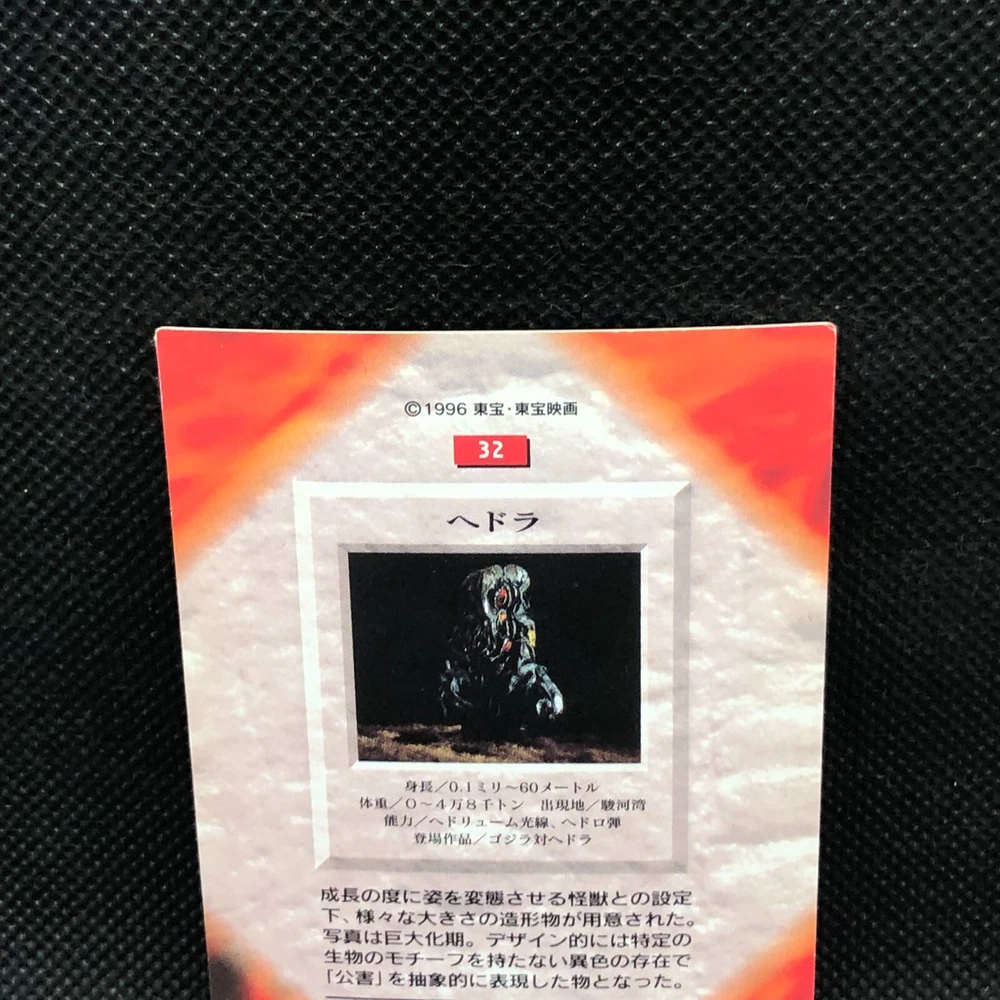 ©1996 東宝・東宝映画
32
ヘドラ
身長／0.1ミリ〜60メートル
体重／0〜4万8千トン　出現地／駿河湾
能力／ヘドリューム光線、ヘドロ弾
登場作品／ゴジラ対ヘドラ
成長の度に姿を変態させる怪獣との設定
下、様々な大きさの造形物が用意された。
写真は巨大化期。デザイン的には特定の
生物のモチーフを持たない異色の存在で
「公害」を抽象的に表現した物となった。